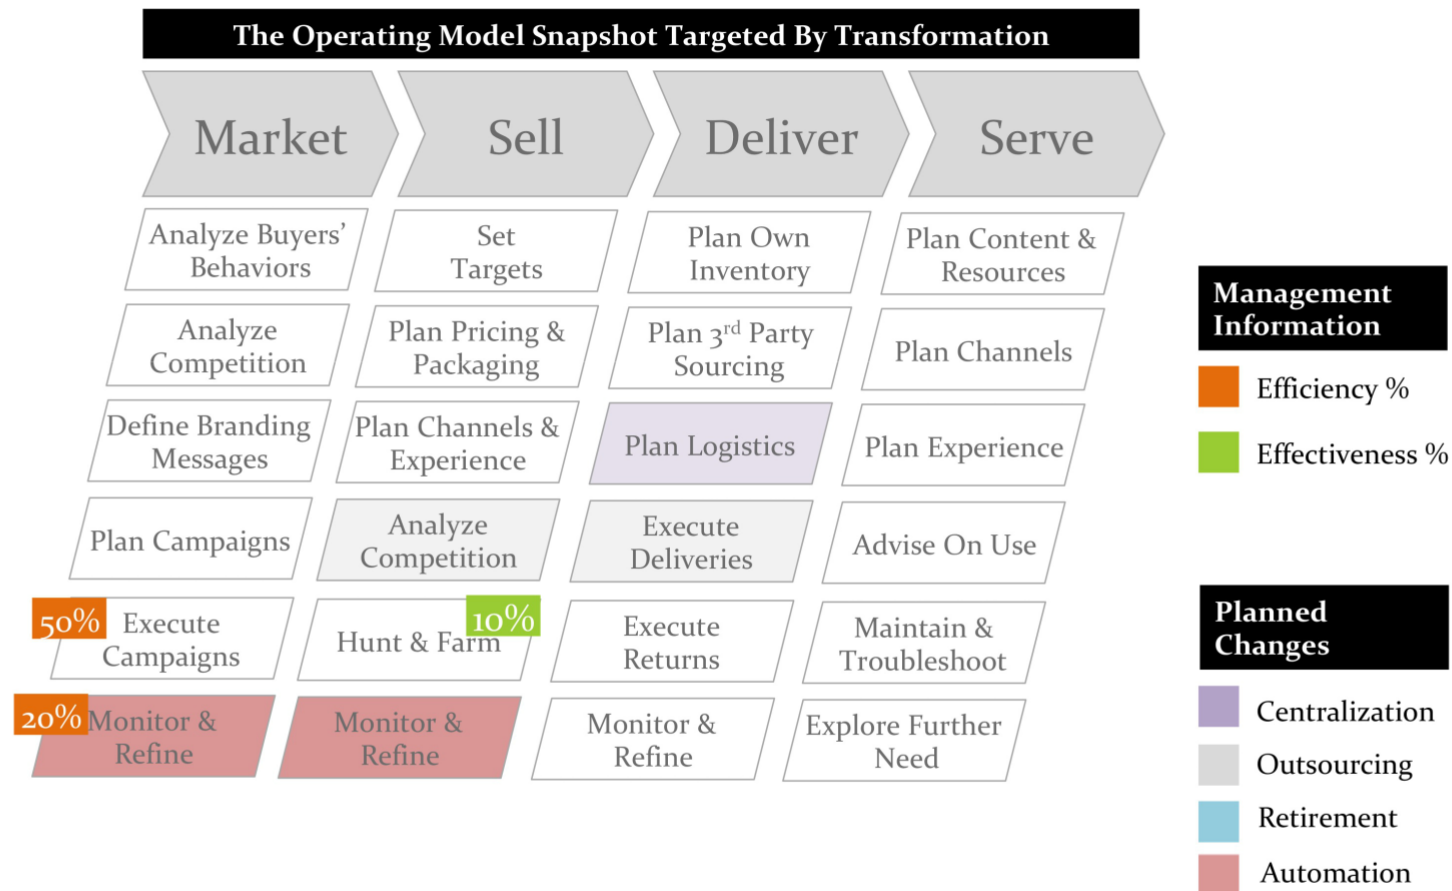 The Operating Model Snapshot Targeted By Transformation
Market
Sell
Deliver
Serve
Analyze Buyers’
Behaviors
Set
Targets
Plan Own
Inventory
Plan Content &
Resources
Analyze
Competition
Plan Pricing &
Packaging
Plan 3rd Party
Sourcing
Plan Channels
Define Branding
Messages
Plan Channels &
Experience
Plan Logistics
Plan Experience
Plan Campaigns
Analyze
Competition
Execute
Deliveries
Advise On Use
50%
Execute
Campaigns
10%
Hunt & Farm
Execute
Returns
Maintain &
Troubleshoot
20%
Monitor &
Refine
Monitor &
Refine
Monitor &
Refine
Explore Further
Need
Management
Information
Efficiency %
Effectiveness %
Planned
Changes
Centralization
Outsourcing
Retirement
Automation